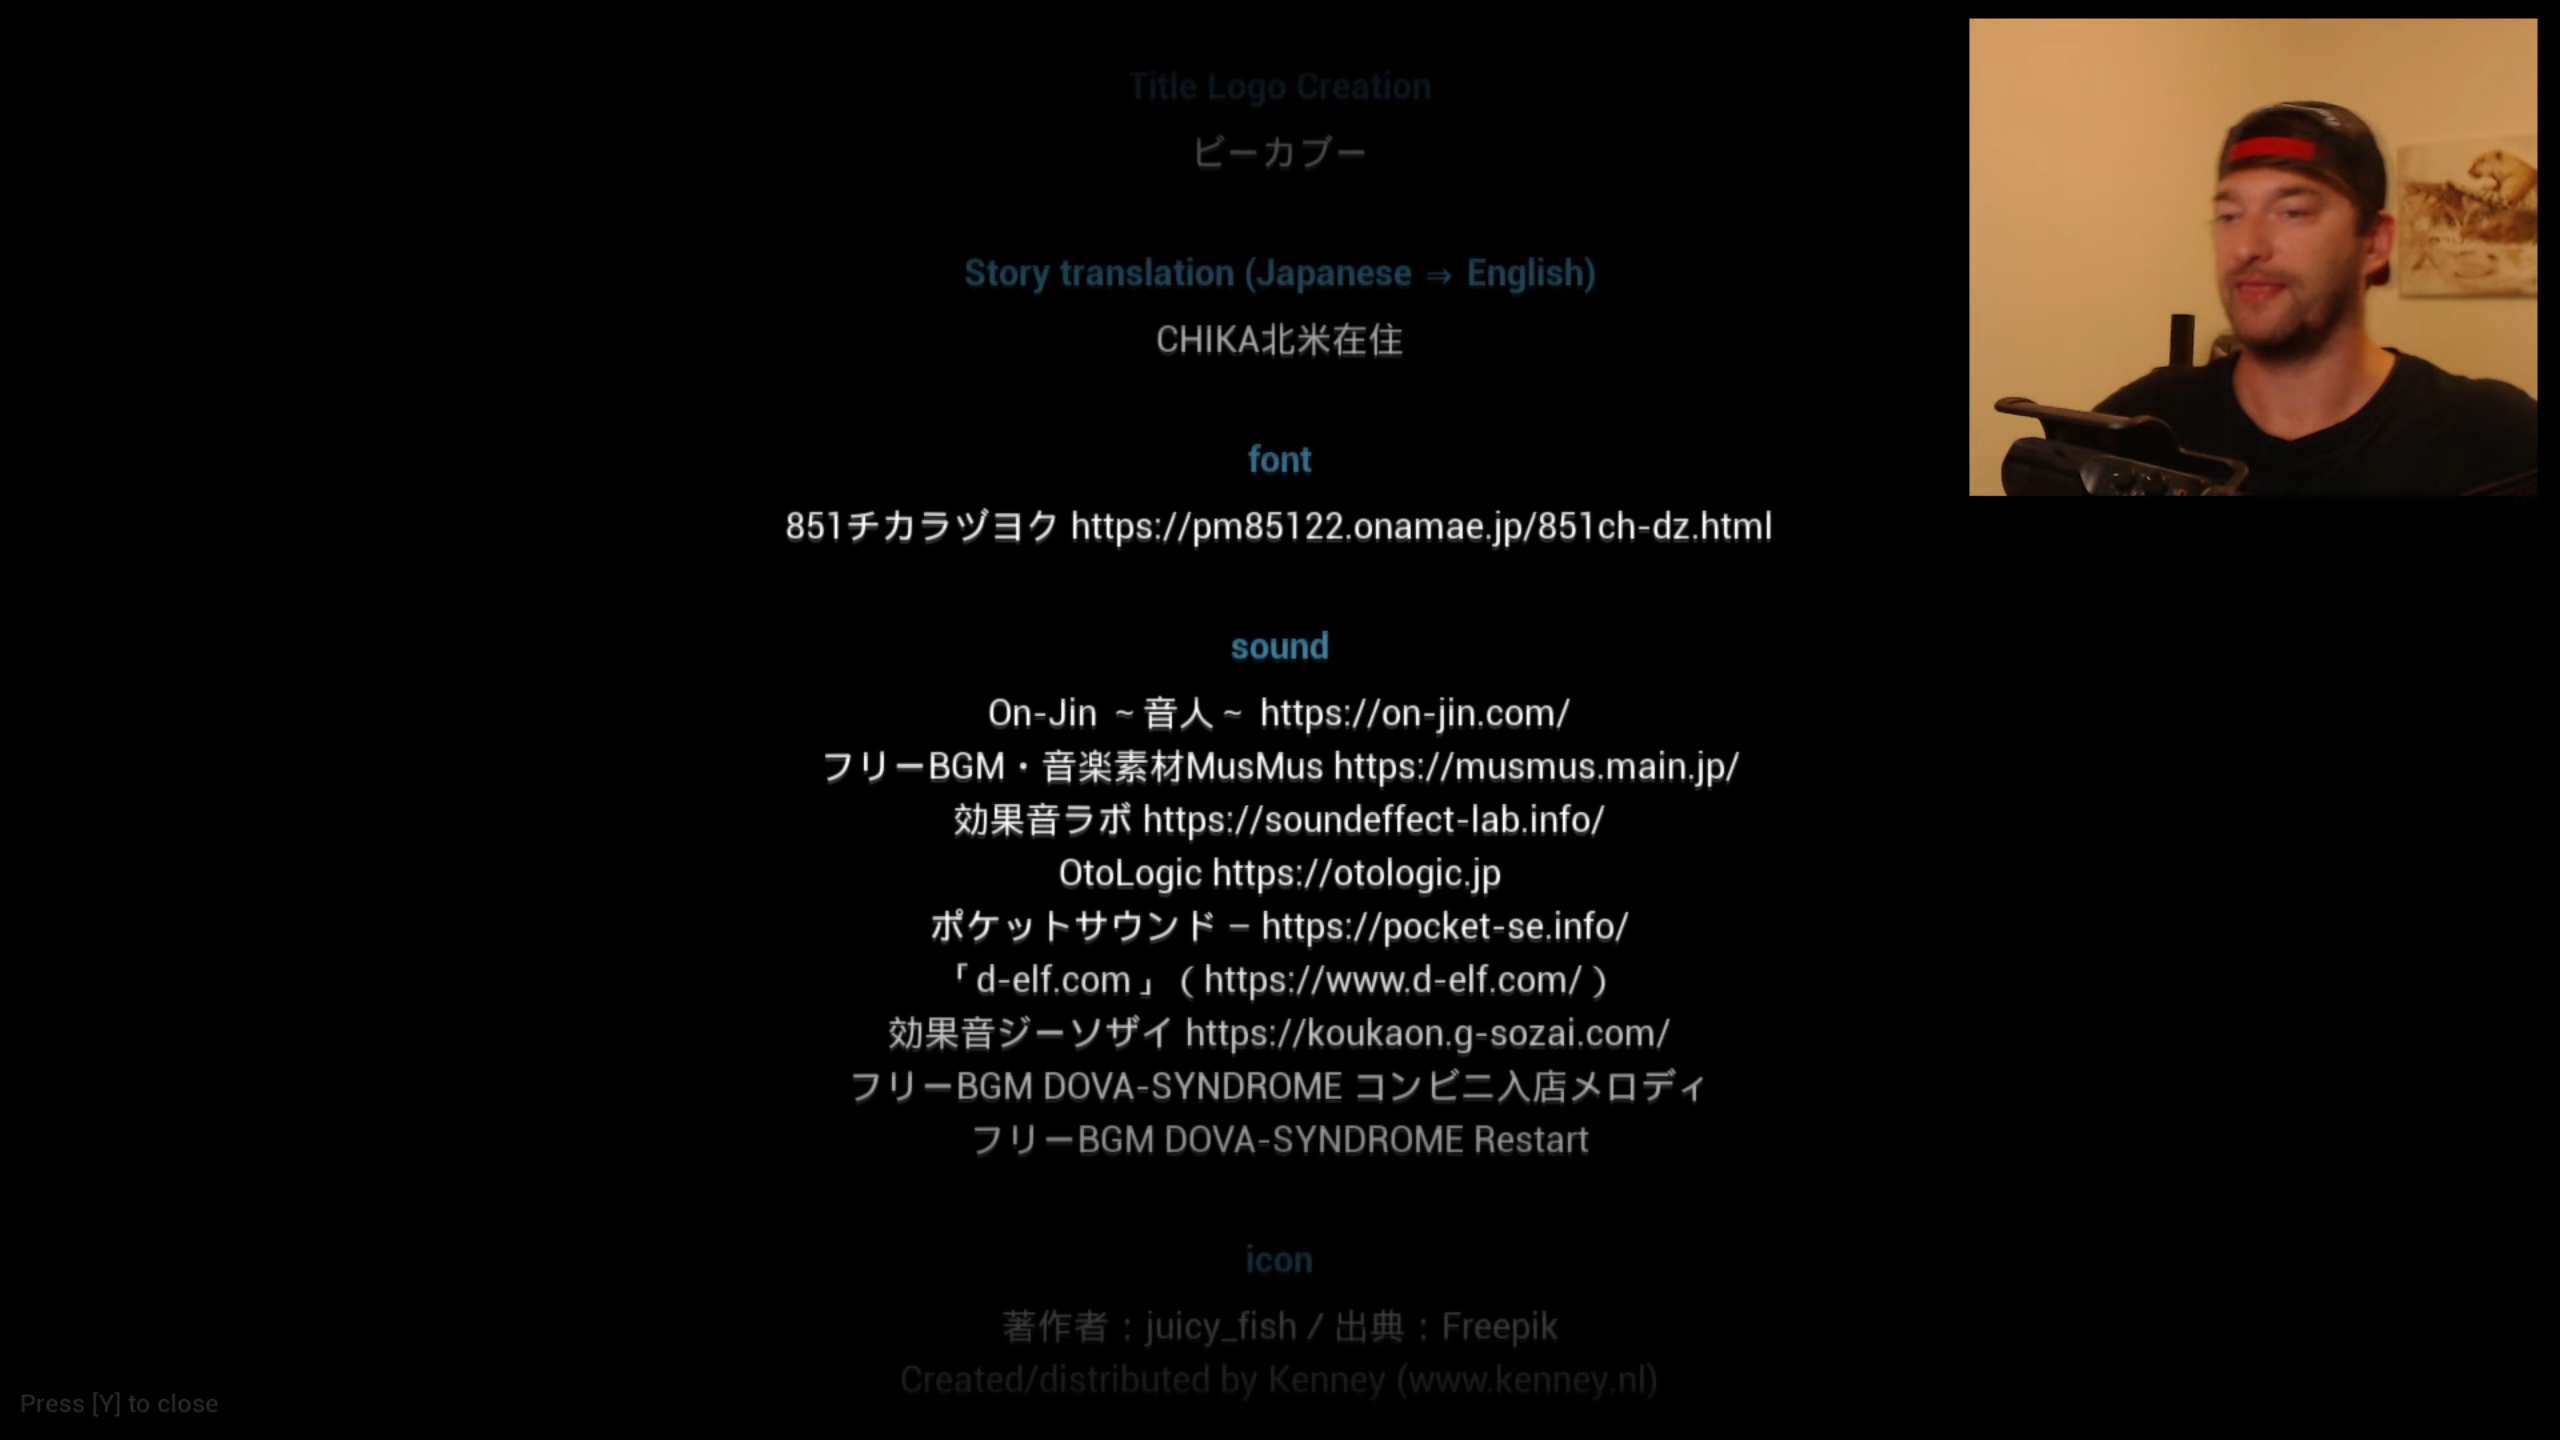 Title Logo Creation
ビーカブー
Story translation (Japanese ⇒ English)
CHIKA北米在住
font
851チカラヅヨク https://pm85122.onamae.jp/851ch-dz.html
sound
On-Jin ～音人～ https://on-jin.com/
フリーBGM・音楽素材MusMus https://musmus.main.jp/
効果音ラボ https://soundeffect-lab.info/
OtoLogic https://otologic.jp
ポケットサウンド – https://pocket-se.info/
「d-elf.com」（https://www.d-elf.com/）
効果音ジーソザイ https://koukaon.g-sozai.com/
フリーBGM DOVA-SYNDROME コンビニ入店メロディ
フリーBGM DOVA-SYNDROME Restart
icon
著作者：juicy_fish / 出典：Freepik
Created/distributed by Kenney (www.kenney.nl)
Press [Y] to close